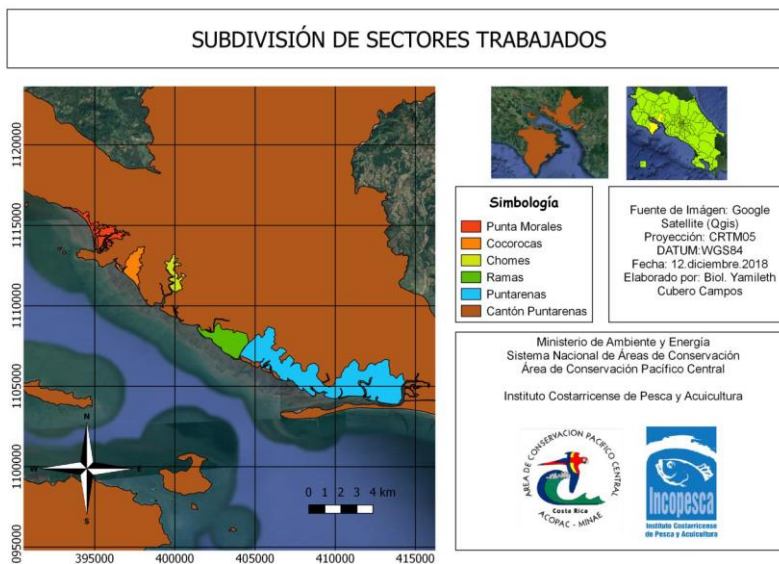 SUBDIVISIÓN DE SECTORES TRABAJADOS
1120000
1115000
1110000
1105000
1100000
095000
395000
400000
405000
410000
415000
N
W
E
S
0 1 2 3 4 km
Simbología
Punta Morales
Cocorocas
Chomes
Ramas
Puntarenas
Cantón Puntarenas
Fuente de Imágen: Google
Satellite (Qgis)
Proyección: CRTM05
DATUM:WGS84
Fecha: 12.diciembre.2018
Elaborado por: Biol. Yamileth
Cubero Campos
Ministerio de Ambiente y Energía
Sistema Nacional de Áreas de Conservación
Área de Conservación Pacífico Central
Instituto Costarricense de Pesca y Acuicultura
AREA DE CONSERVACION PACIFICO CENTRAL
Costa Rica
ACOPAC - MINAE
Incopesca
Instituto Costarricense
de Pesca y Acuicultura